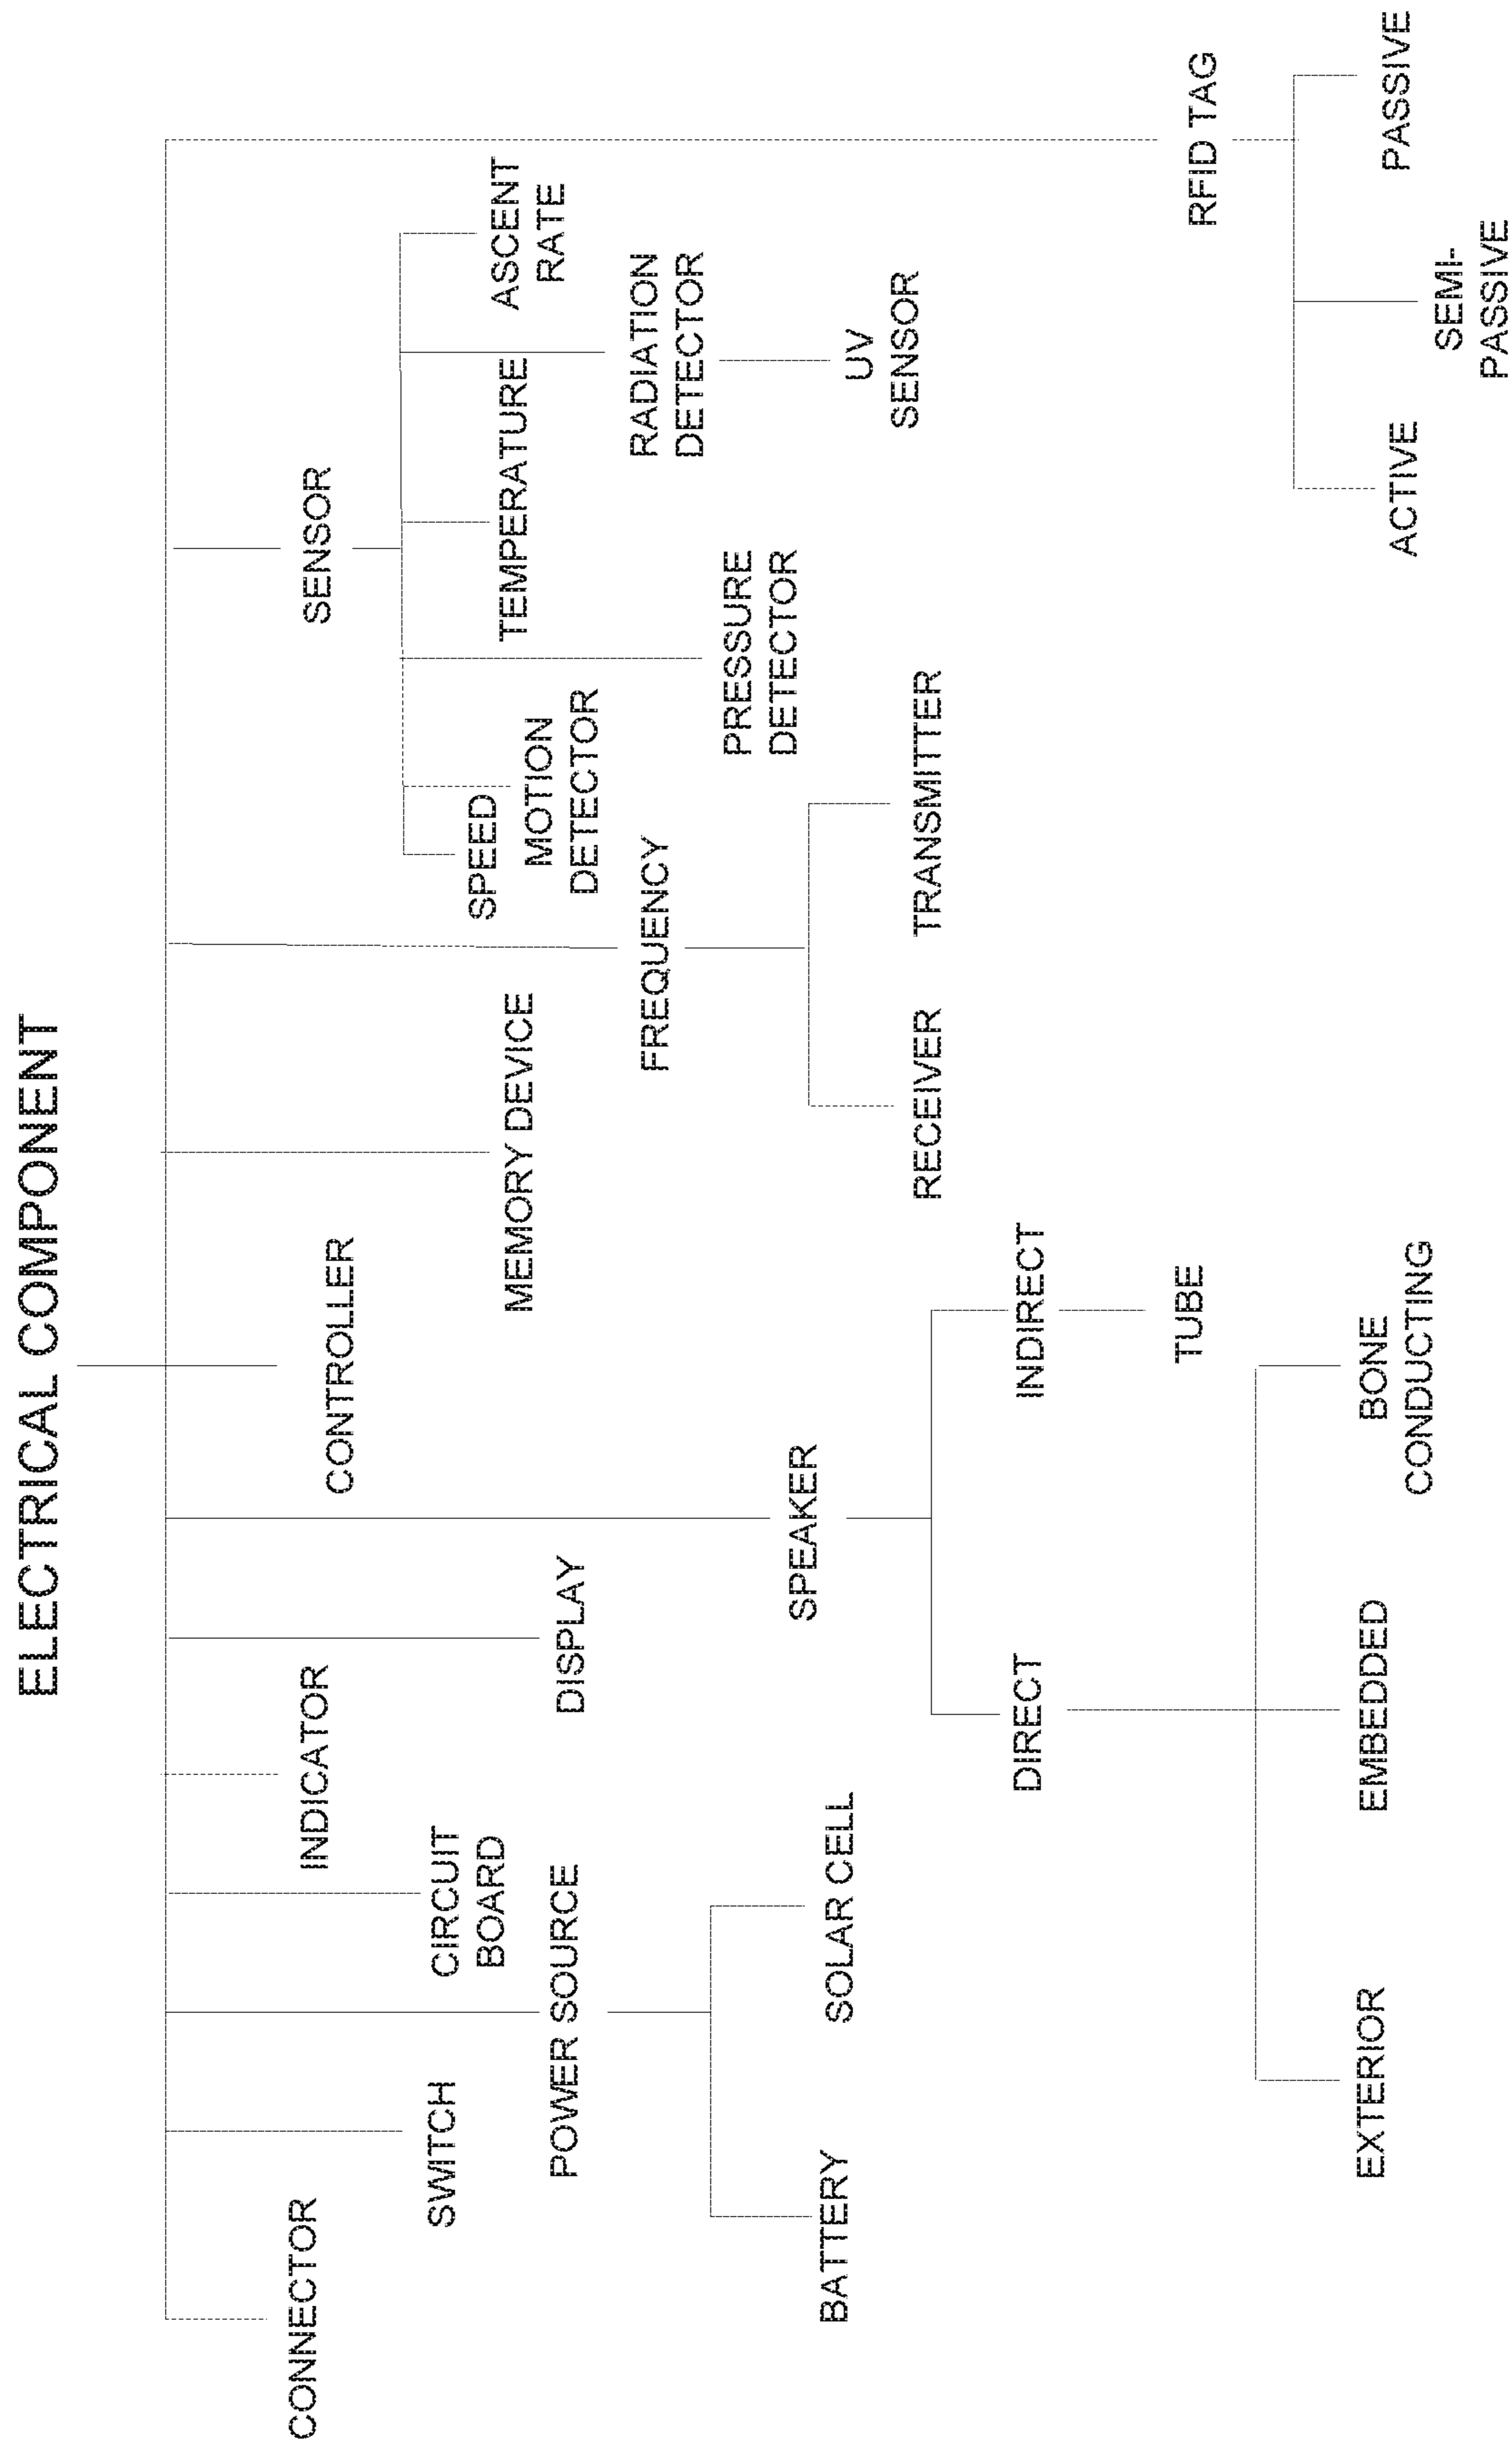 ELECTRICAL COMPONENT
CONNECTOR
SWITCH
POWER SOURCE
BATTERY
SOLAR CELL
CIRCUIT
BOARD
INDICATOR
DISPLAY
SPEAKER
DIRECT
EXTERIOR
EMBEDDED
BONE
CONDUCTING
INDIRECT
TUBE
CONTROLLER
MEMORY DEVICE
FREQUENCY
RECEIVER
TRANSMITTER
SENSOR
SPEED
MOTION
DETECTOR
PRESSURE
DETECTOR
TEMPERATURE
RADIATION
DETECTOR
UV
SENSOR
ASCENT
RATE
RFID TAG
ACTIVE
SEMI-
PASSIVE
PASSIVE